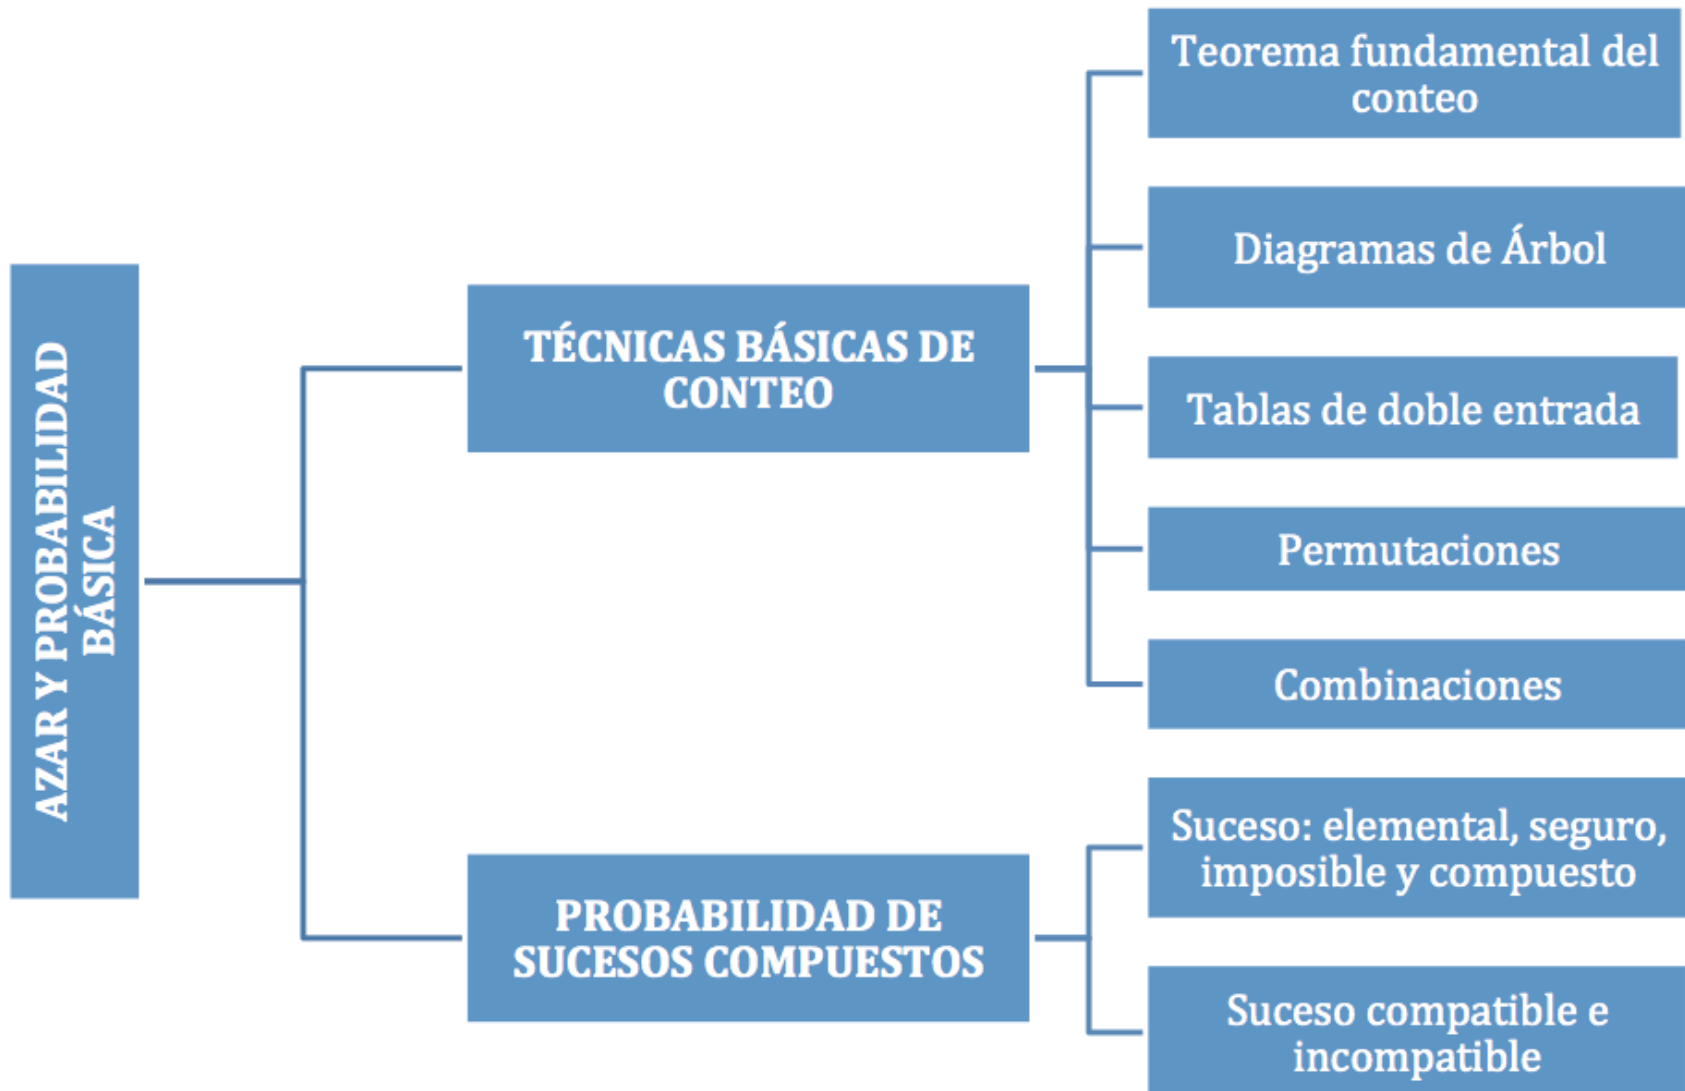 AZAR Y PROBABILIDAD
BÁSICA
TÉCNICAS BÁSICAS DE
CONTEO
Teorema fundamental del
conteo
Diagramas de Árbol
Tablas de doble entrada
Permutaciones
Combinaciones
PROBABILIDAD DE
SUCESOS COMPUESTOS
Suceso: elemental, seguro,
imposible y compuesto
Suceso compatible e
incompatible